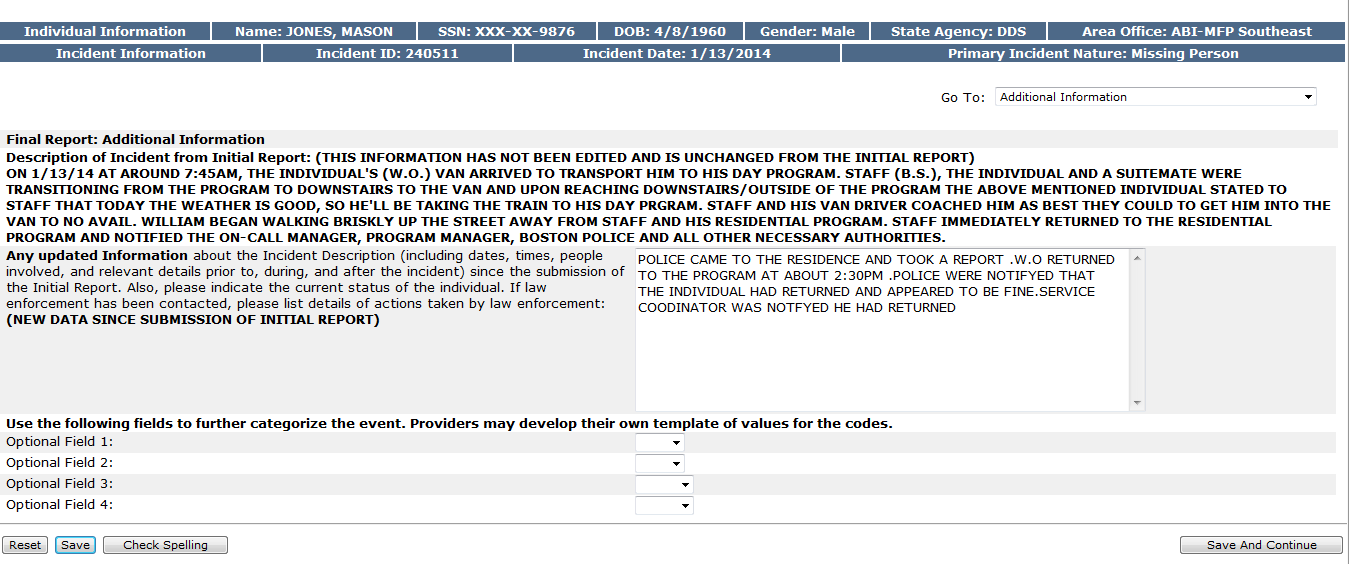 Individual Information Name: JONES, MASON SSN: XXX-XX-9876 DOB: 4/8/1960 Gender: Male State Agency: DDS Area Office: ABI-MFP Southeast
Incident Information Incident ID: 240511 Incident Date: 1/13/2014 Primary Incident Nature: Missing Person
Go To: Additional Information
Final Report: Additional Information
Description of Incident from Initial Report: (THIS INFORMATION HAS NOT BEEN EDITED AND IS UNCHANGED FROM THE INITIAL REPORT)
ON 1/13/14 AT AROUND 7:45AM, THE INDIVIDUAL'S (W.O.) VAN ARRIVED TO TRANSPORT HIM TO HIS DAY PROGRAM. STAFF (B.S.), THE INDIVIDUAL AND A SUITEMATE WERE
TRANSITIONING FROM THE PROGRAM TO DOWNSTAIRS TO THE VAN AND UPON REACHING DOWNSTAIRS/OUTSIDE OF THE PROGRAM THE ABOVE MENTIONED INDIVIDUAL STATED TO
STAFF THAT TODAY THE WEATHER IS GOOD, SO HE'LL BE TAKING THE TRAIN TO HIS DAY PRGRAM. STAFF AND HIS VAN DRIVER COACHED HIM AS BEST THEY COULD TO GET HIM INTO THE
VAN TO NO AVAIL. WILLIAM BEGAN WALKING BRISKLY UP THE STREET AWAY FROM STAFF AND HIS RESIDENTIAL PROGRAM. STAFF IMMEDIATELY RETURNED TO THE RESIDENTIAL
PROGRAM AND NOTIFIED THE ON-CALL MANAGER, PROGRAM MANAGER, BOSTON POLICE AND ALL OTHER NECESSARY AUTHORITIES.
Any updated Information about the Incident Description (including dates, times, people
involved, and relevant details prior to, during, and after the incident) since the submission of
the Initial Report. Also, please indicate the current status of the individual. If law
enforcement has been contacted, please list details of actions taken by law enforcement:
(NEW DATA SINCE SUBMISSION OF INITIAL REPORT)
POLICE CAME TO THE RESIDENCE AND TOOK A REPORT .W.O RETURNED
TO THE PROGRAM AT ABOUT 2:30PM .POLICE WERE NOTIFYED THAT
THE INDIVIDUAL HAD RETURNED AND APPEARED TO BE FINE.SERVICE
COODINATOR WAS NOTFYED HE HAD RETURNED
Use the following fields to further categorize the event. Providers may develop their own template of values for the codes.
Optional Field 1:
Optional Field 2:
Optional Field 3:
Optional Field 4:
Reset Save Check Spelling Save And Continue